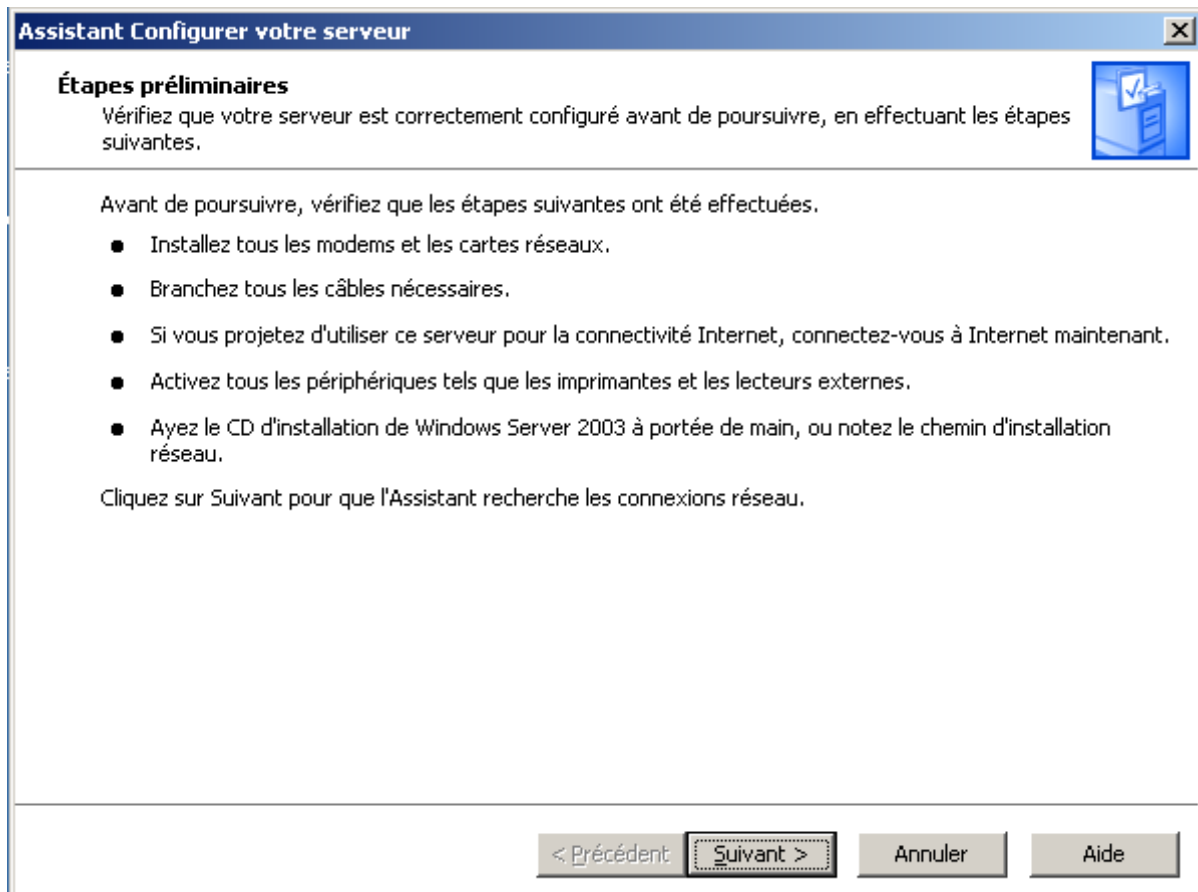 Assistant Configurer votre serveur
Étapes préliminaires
Vérifiez que votre serveur est correctement configuré avant de poursuivre, en effectuant les étapes
suivantes.
Avant de poursuivre, vérifiez que les étapes suivantes ont été effectuées.
● Installez tous les modems et les cartes réseaux.
● Branchez tous les câbles nécessaires.
● Si vous projetez d'utiliser ce serveur pour la connectivité Internet, connectez-vous à Internet maintenant.
● Activez tous les périphériques tels que les imprimantes et les lecteurs externes.
● Ayez le CD d'installation de Windows Server 2003 à portée de main, ou notez le chemin d'installation
réseau.
Cliquez sur Suivant pour que l'Assistant recherche les connexions réseau.
< Précédent Suivant > Annuler Aide